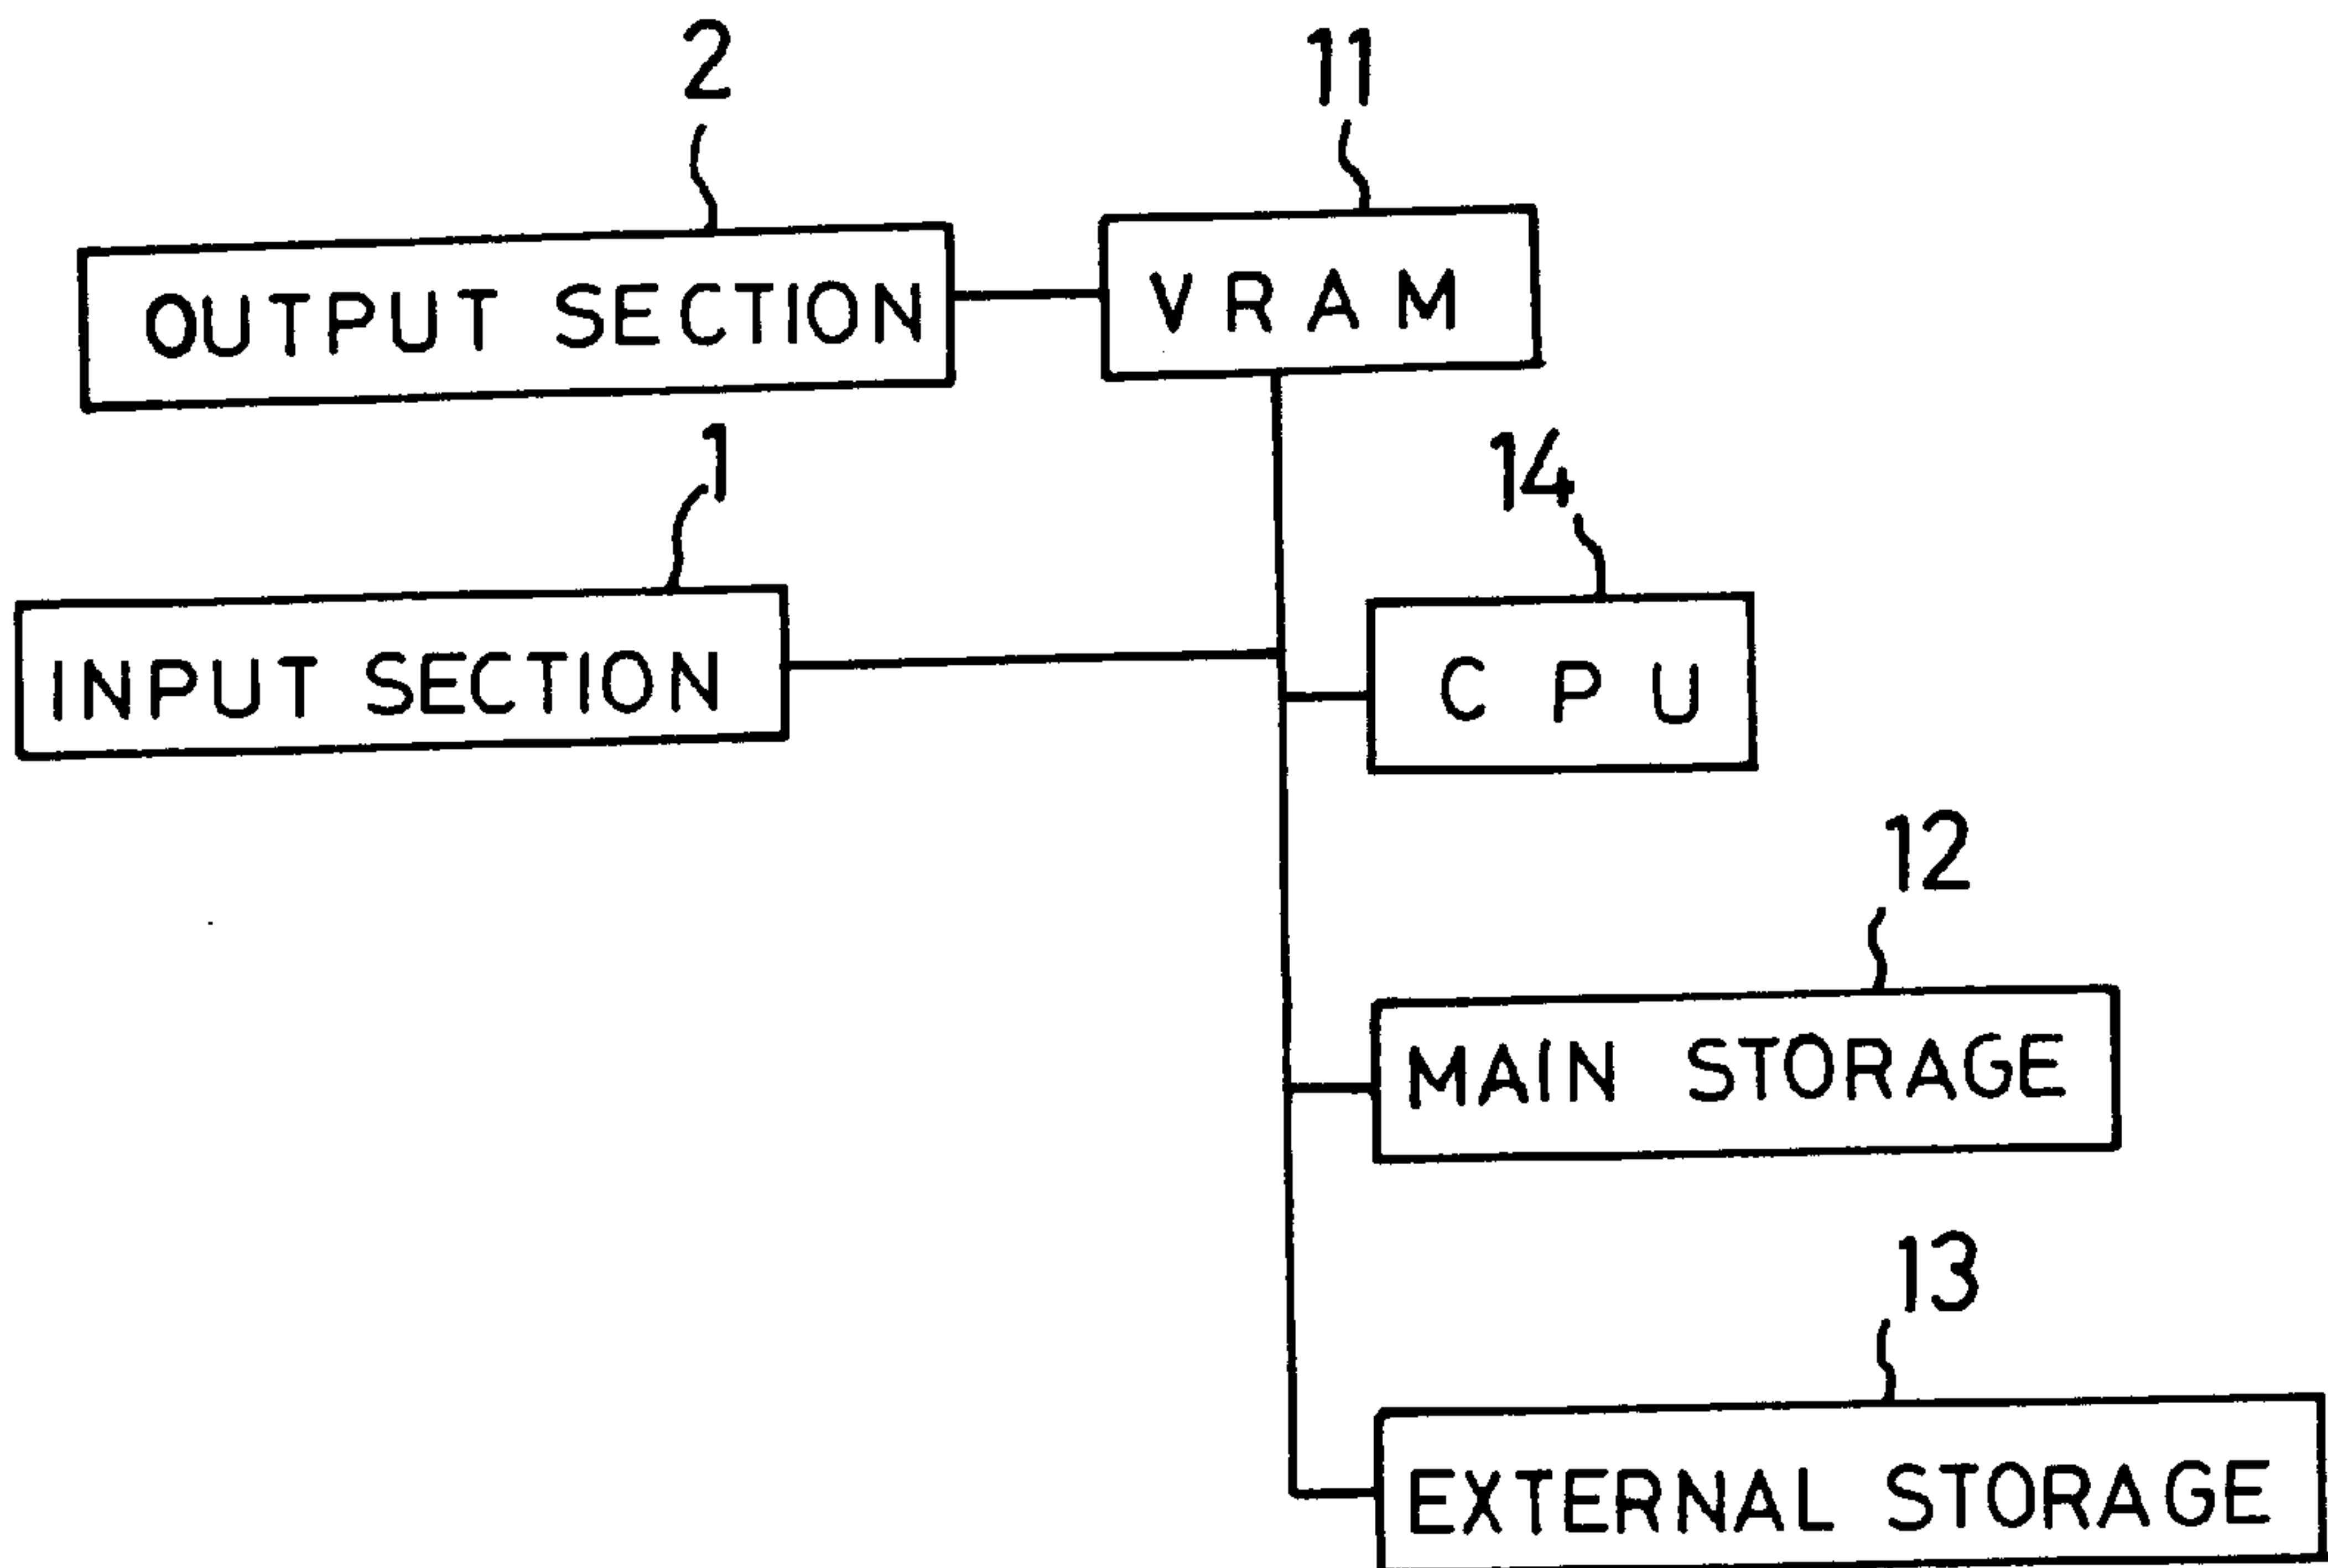 2
11
OUTPUT SECTION
VRAM
1
14
INPUT SECTION
CPU
12
MAIN STORAGE
13
EXTERNAL STORAGE